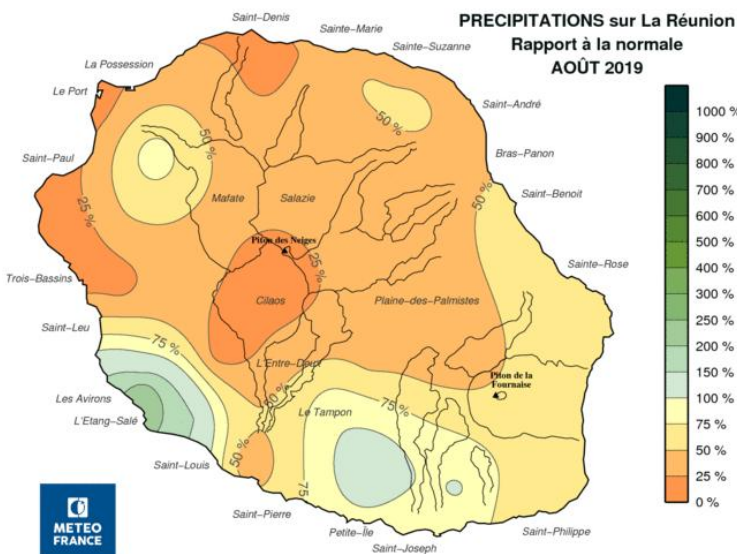 PRECIPITATIONS sur La Réunion
Rapport à la normale
AOÛT 2019
Saint-Denis
Sainte-Marie
Sainte-Suzanne
La Possession
Le Port
Saint-André
Saint-Paul
Bras-Panon
Saint-Benoit
Mafate
Salazie
Piton des Neiges
Sainte-Rose
Trois-Bassins
Cilaos
Plaine-des-Palmistes
Saint-Leu
L'Entre-Deux
Piton de la
Fournaise
Les Avirons
L'Etang-Salé
Le Tampon
Saint-Louis
Saint-Pierre
Petite-Île
Saint-Joseph
Saint-Philippe
50 %
50 %
50 %
25 %
25 %
75 %
50 %
75 %
50 %
75
1000 %
900 %
800 %
700 %
600 %
500 %
400 %
300 %
250 %
200 %
150 %
100 %
75 %
50 %
25 %
0 %
METEO
FRANCE